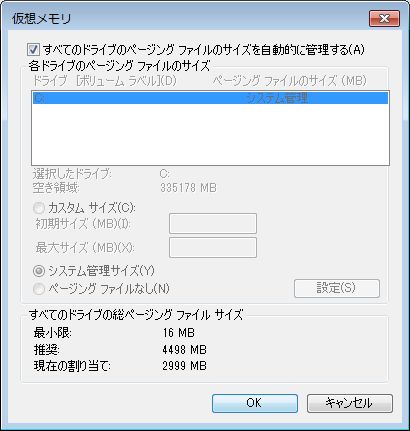 仮想メモリ
すべてのドライブのページング ファイルのサイズを自動的に管理する(A)
各ドライブのページング ファイルのサイズ
ドライブ [ボリューム ラベル](D) ページング ファイルのサイズ (MB)
C: システム管理
選択したドライブ: C:
空き領域: 335178 MB
カスタム サイズ(C):
初期サイズ (MB)(I):
最大サイズ (MB)(X):
システム管理サイズ(Y)
ページング ファイルなし(N) 設定(S)
すべてのドライブの総ページング ファイル サイズ
最小限: 16 MB
推奨: 4498 MB
現在の割り当て: 2999 MB
OK キャンセル